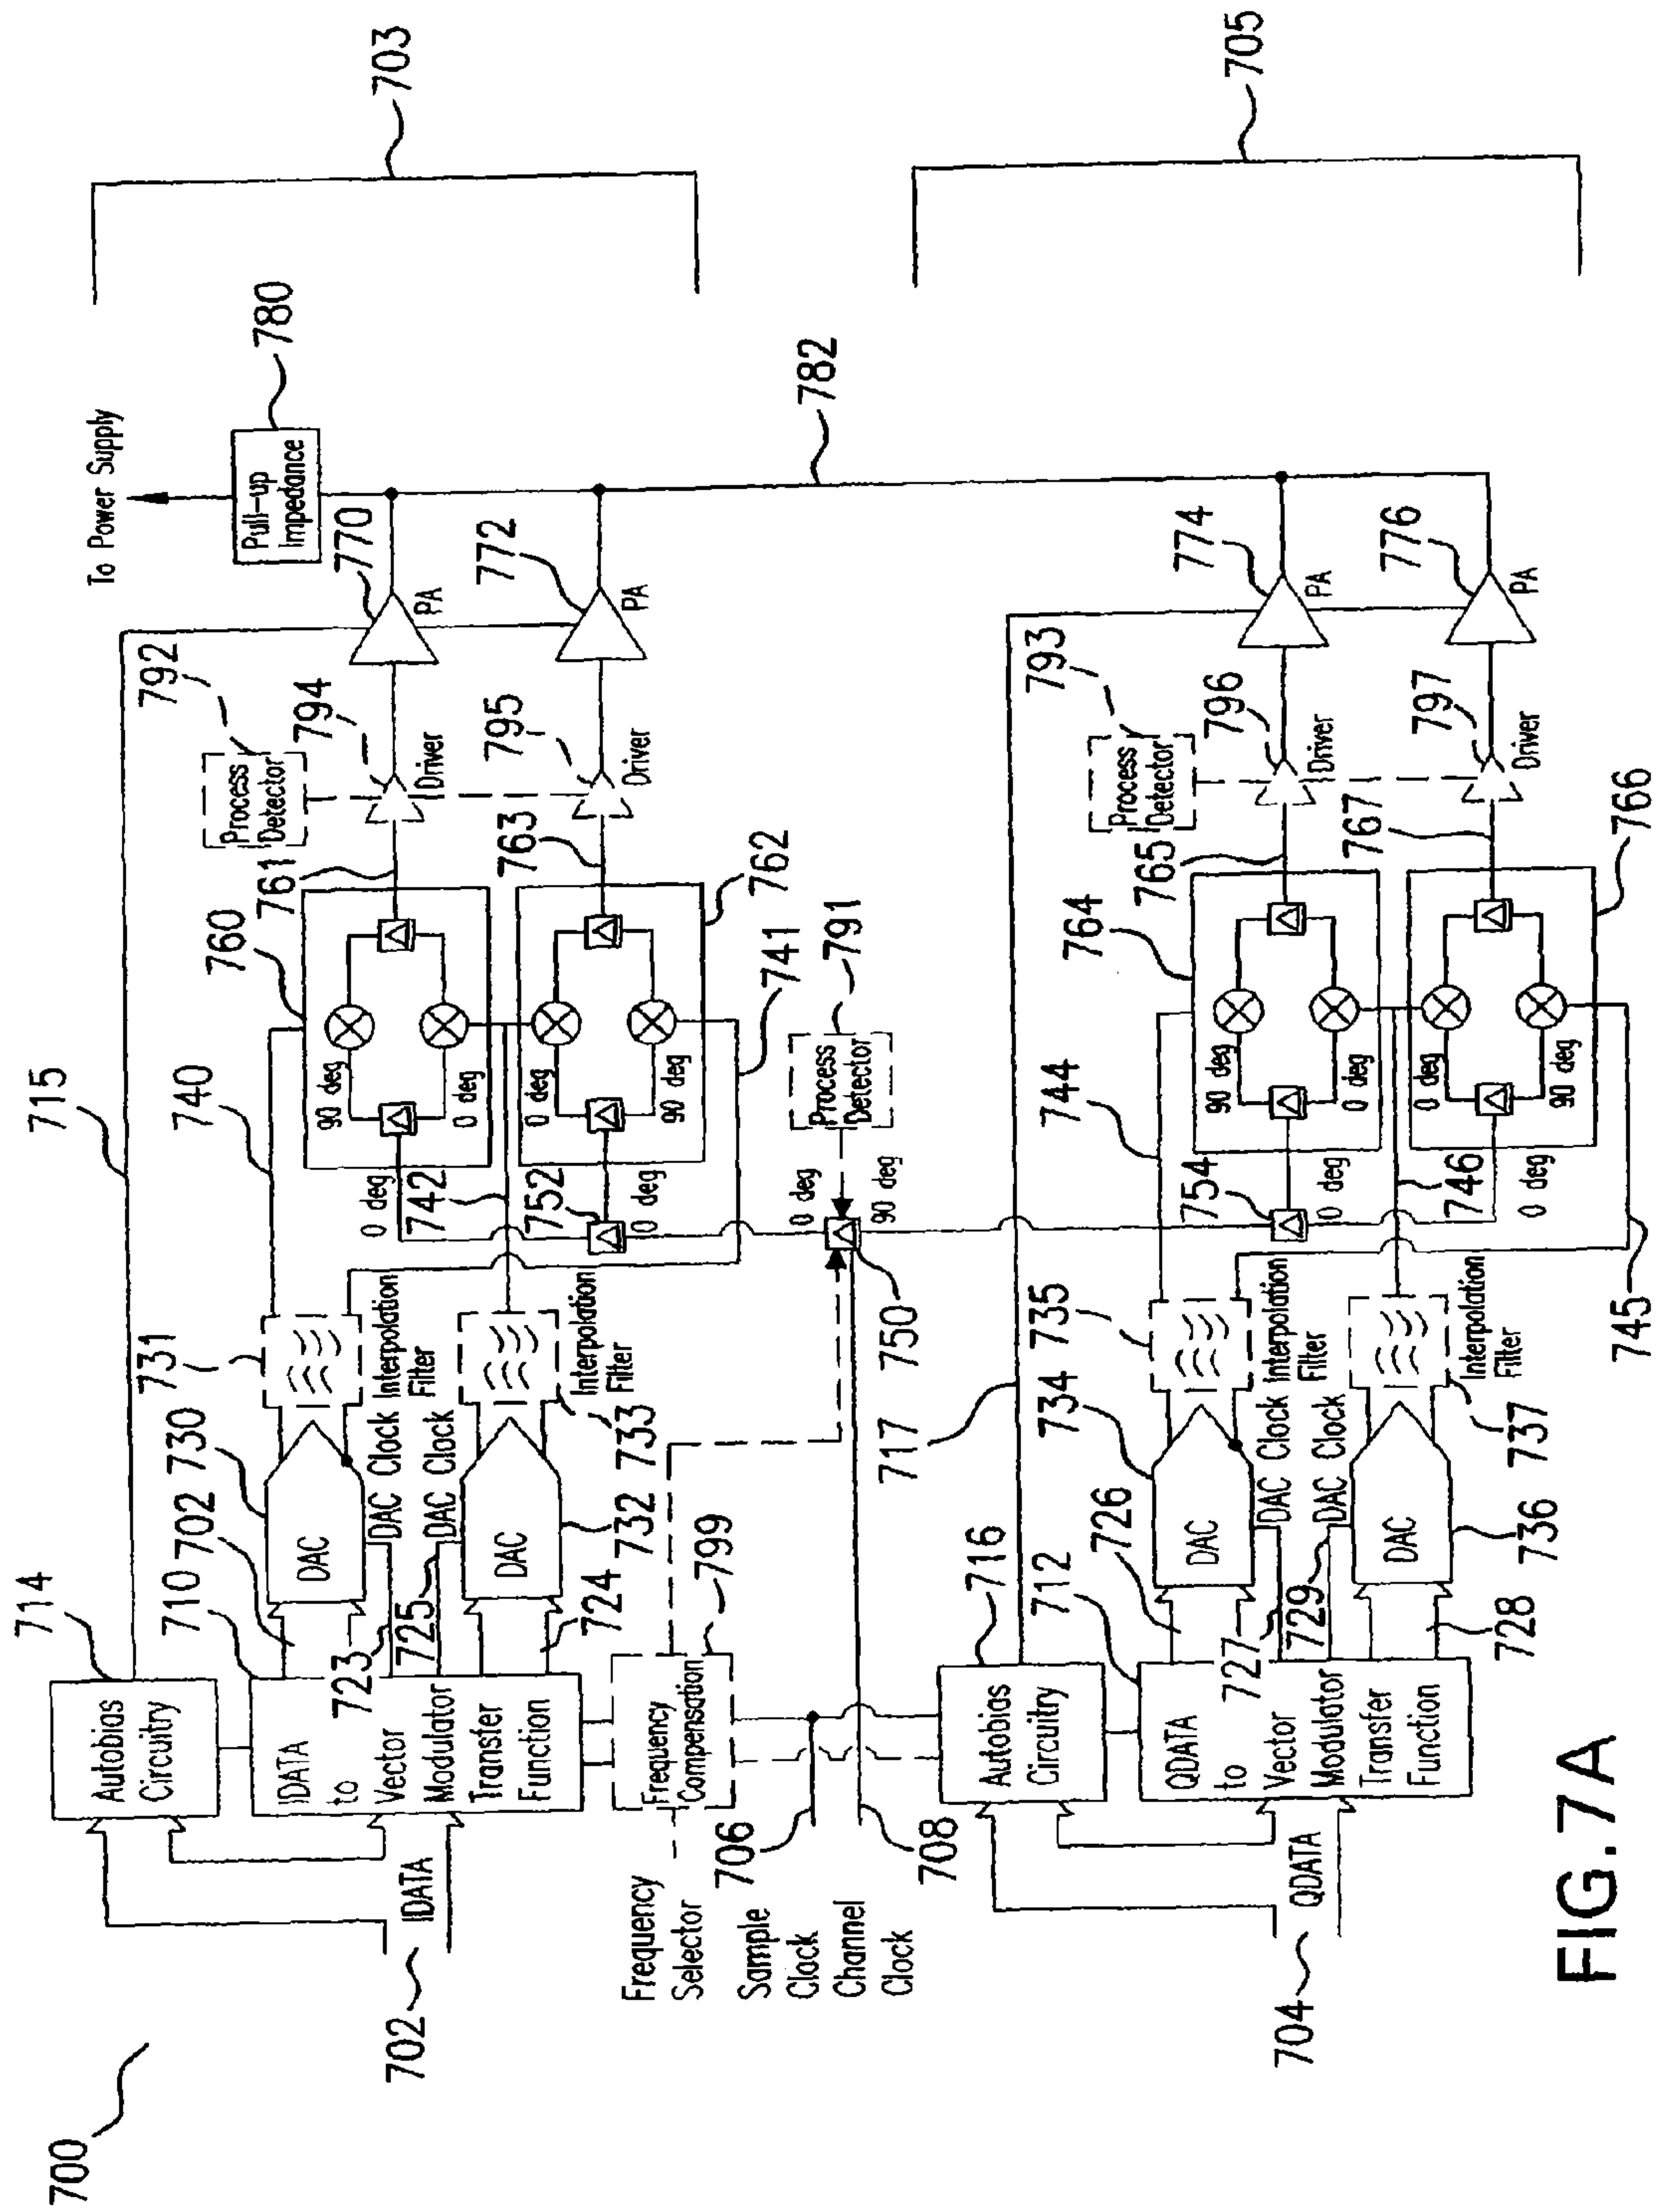 700
702
IDATA
714
Autobias
Circuitry
715
710
IDATA
to
Vector
Modulator
Transfer
Function
702
723
725
724
730
DAC
DAC Clock
DAC Clock
732
DAC
731
Interpolation
Filter
733
Interpolation
Filter
740
742
741
0 deg
752
0 deg
760
90 deg
0 deg
762
0 deg
90 deg
761
763
792
Process
Detector
794
Driver
795
Driver
770
PA
772
PA
To Power Supply
Pull-up
Impedance
780
782
703
Frequency
Selector
Frequency
Compensation
799
Sample
Clock
706
Channel
Clock
708
750
0 deg
90 deg
Process
Detector
791
704
QDATA
716
Autobias
Circuitry
717
712
QDATA
to
Vector
Modulator
Transfer
Function
726
727
729
728
734
DAC
DAC Clock
DAC Clock
736
DAC
735
Interpolation
Filter
737
Interpolation
Filter
744
746
745
754
0 deg
0 deg
764
90 deg
0 deg
766
0 deg
90 deg
765
767
793
Process
Detector
796
Driver
797
Driver
774
PA
776
PA
705
FIG.7A